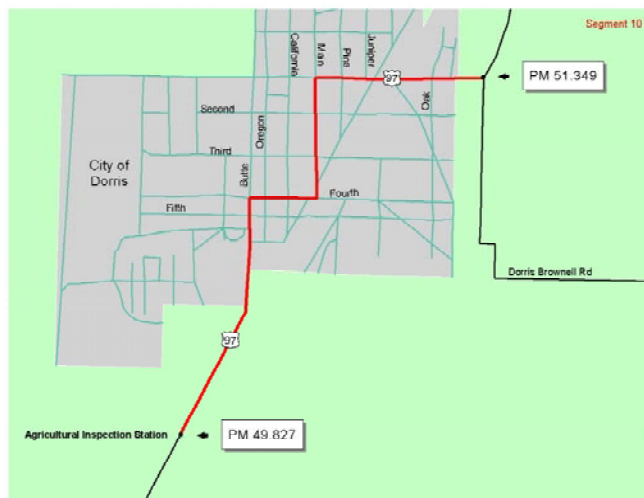 Segment 10
California
Main
Pine
Juniper
97
PM 51.349
Oak
Second
Oregon
Third
City of
Dorris
Butte
Fourth
Fifth
Dorris Brownell Rd
97
Agricultural Inspection Station
PM 49.827